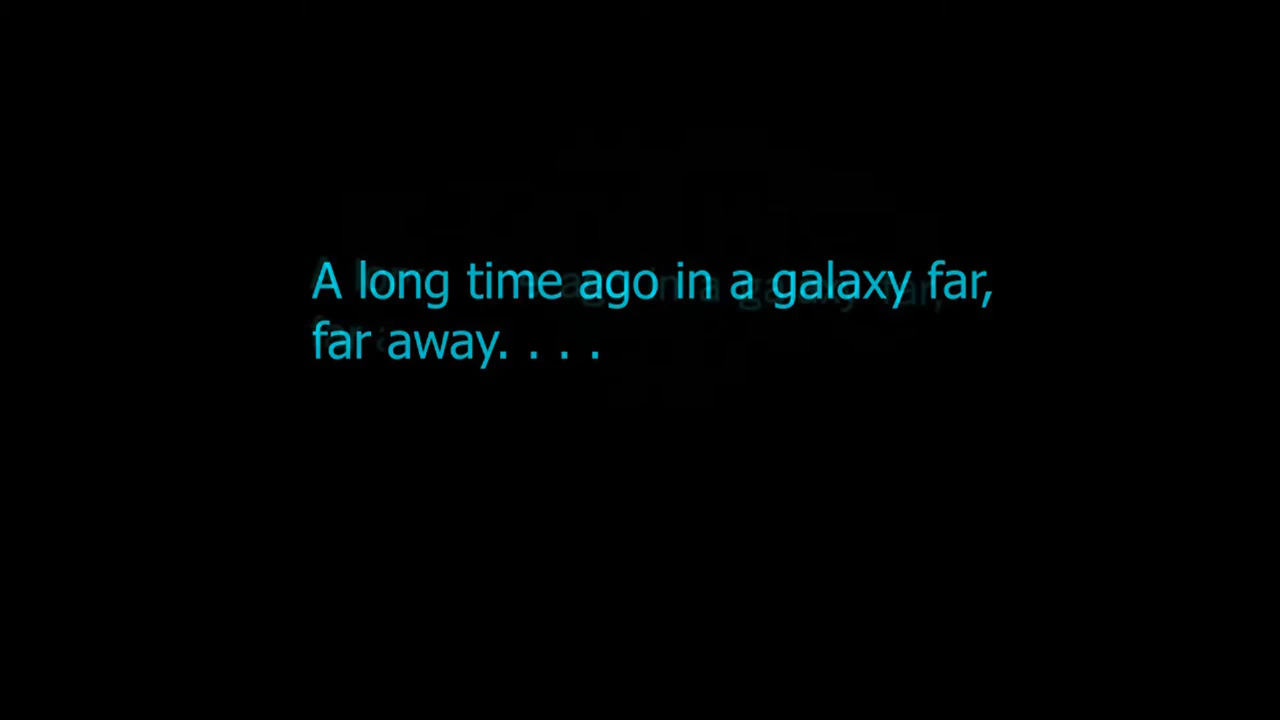 A long time ago in a galaxy far,
far away. . . .